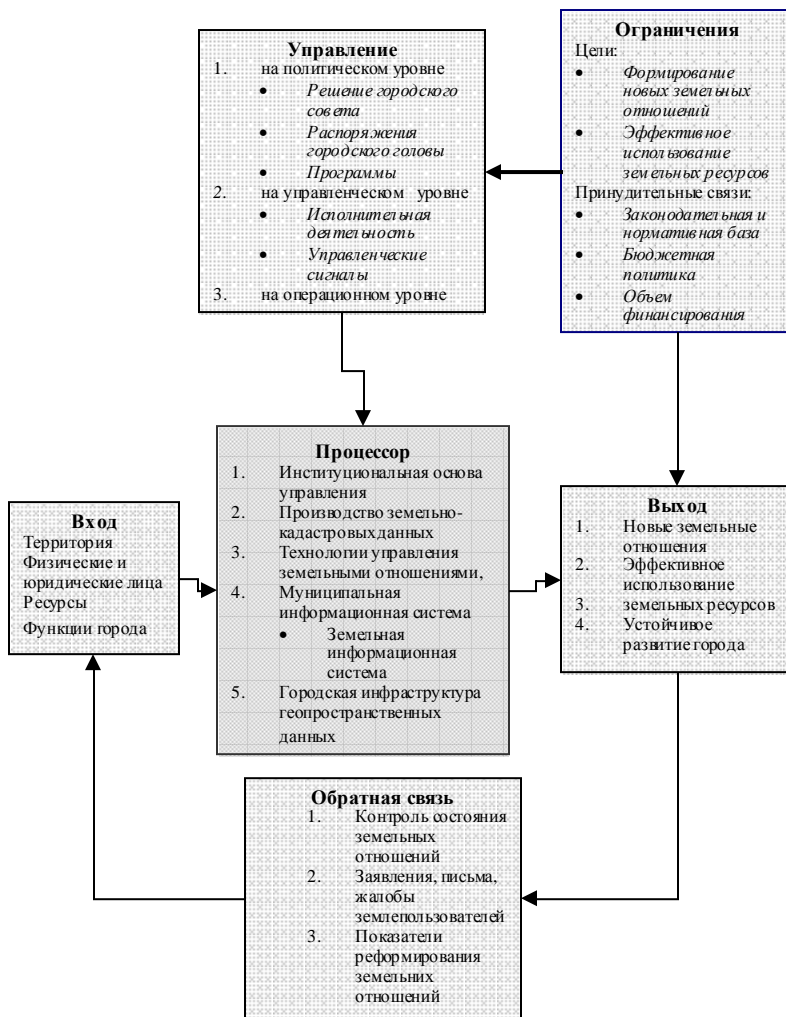 Управление
1. на политическом уровне
• Решение городского
совета
• Распоряжения
городского головы
• Программы
2. на управленческом уровне
• Исполнительная
деятельность
• Управленческие
сигналы
3. на операционном уровне
Ограничения
Цели:
• Формирование
новых земельных
отношений
• Эффективное
использование
земельных ресурсов
Принудительные связи:
• Законодательная и
нормативная база
• Бюджетная
политика
• Объем
финансирования
Вход
Территория
Физические и
юридические лица
Ресурсы
Функции города
Процессор
1. Институциональная основа
управления
2. Производство земельно-
кадастровых данных
3. Технологии управления
земельными отношениями,
4. Муниципальная
информационная система
• Земельная
информационная
система
5. Городская инфраструктура
геопространственных
данных
Выход
1. Новые земельные
отношения
2. Эффективное
использование
3. земельных ресурсов
4. Устойчивое
развитие города
Обратная связь
1. Контроль состояния
земельных
отношений
2. Заявления, письма,
жалобы
землепользователей
3. Показатели
реформирования
земельних
отношений